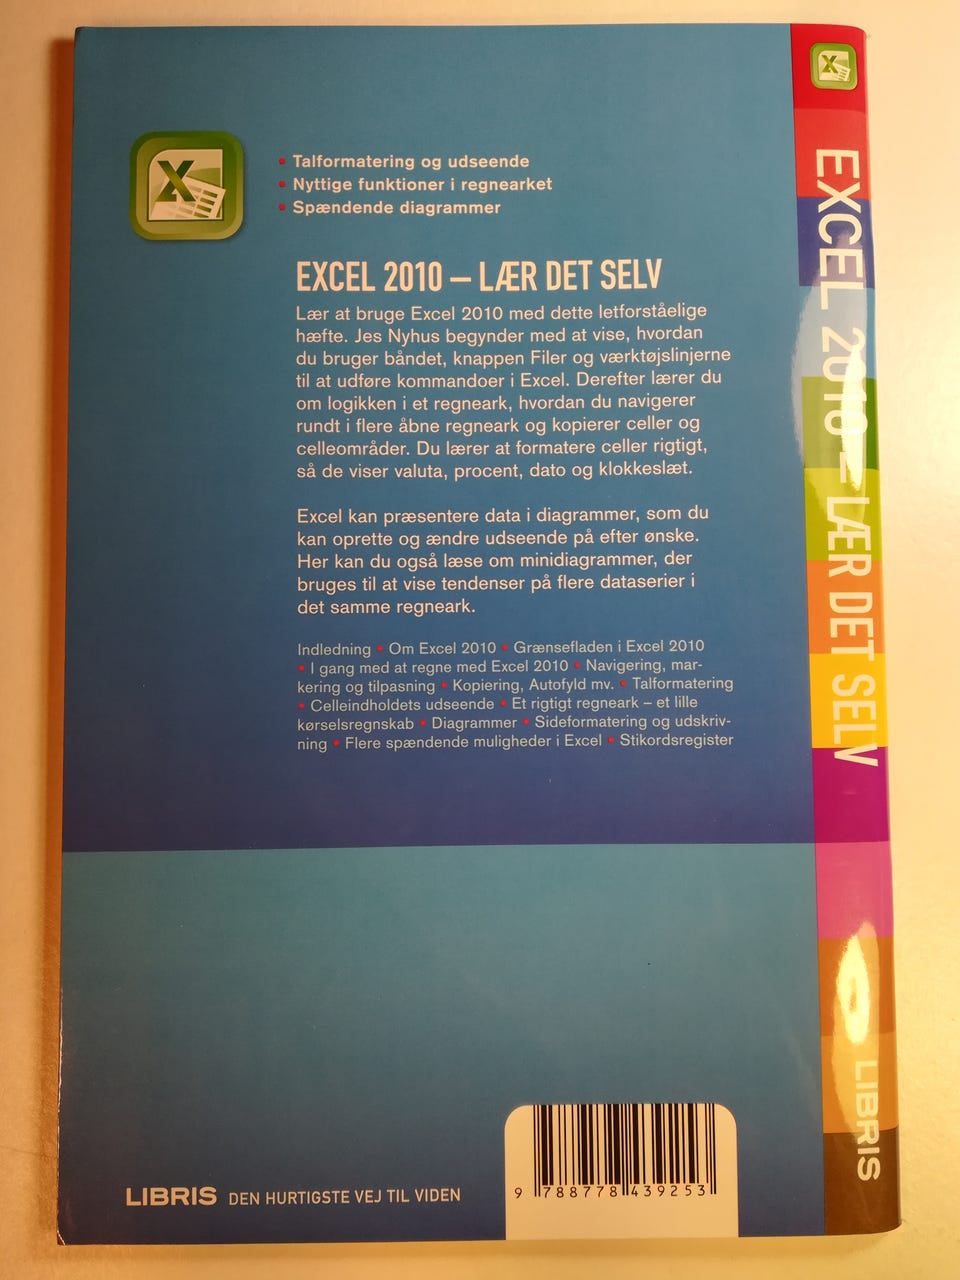 • Talformatering og udseende
• Nyttige funktioner i regnearket
• Spændende diagrammer
EXCEL 2010 – LÆR DET SELV
Lær at bruge Excel 2010 med dette letforståelige
hæfte. Jes Nyhus begynder med at vise, hvordan
du bruger båndet, knappen Filer og værktøjslinjerne
til at udføre kommandoer i Excel. Derefter lærer du
om logikken i et regneark, hvordan du navigerer
rundt i flere åbne regneark og kopierer celler og
celleområder. Du lærer at formatere celler rigtigt,
så de viser valuta, procent, dato og klokkeslæt.
Excel kan præsentere data i diagrammer, som du
kan oprette og ændre udseende på efter ønske.
Her kan du også læse om minidiagrammer, der
bruges til at vise tendenser på flere dataserier i
det samme regneark.
Indledning • Om Excel 2010 • Grænsefladen i Excel 2010
• I gang med at regne med Excel 2010 • Navigering, mar-
kering og tilpasning • Kopiering, Autofyld mv. • Talformatering
• Celleindholdets udseende • Et rigtigt regneark – et lille
kørselsregnskab • Diagrammer • Sideformatering og udskriv-
ning • Flere spændende muligheder i Excel • Stikordsregister
LIBRIS DEN HURTIGSTE VEJ TIL VIDEN
9 788778 439253
EXCEL 2010 – LÆR DET SELV
LIBRIS